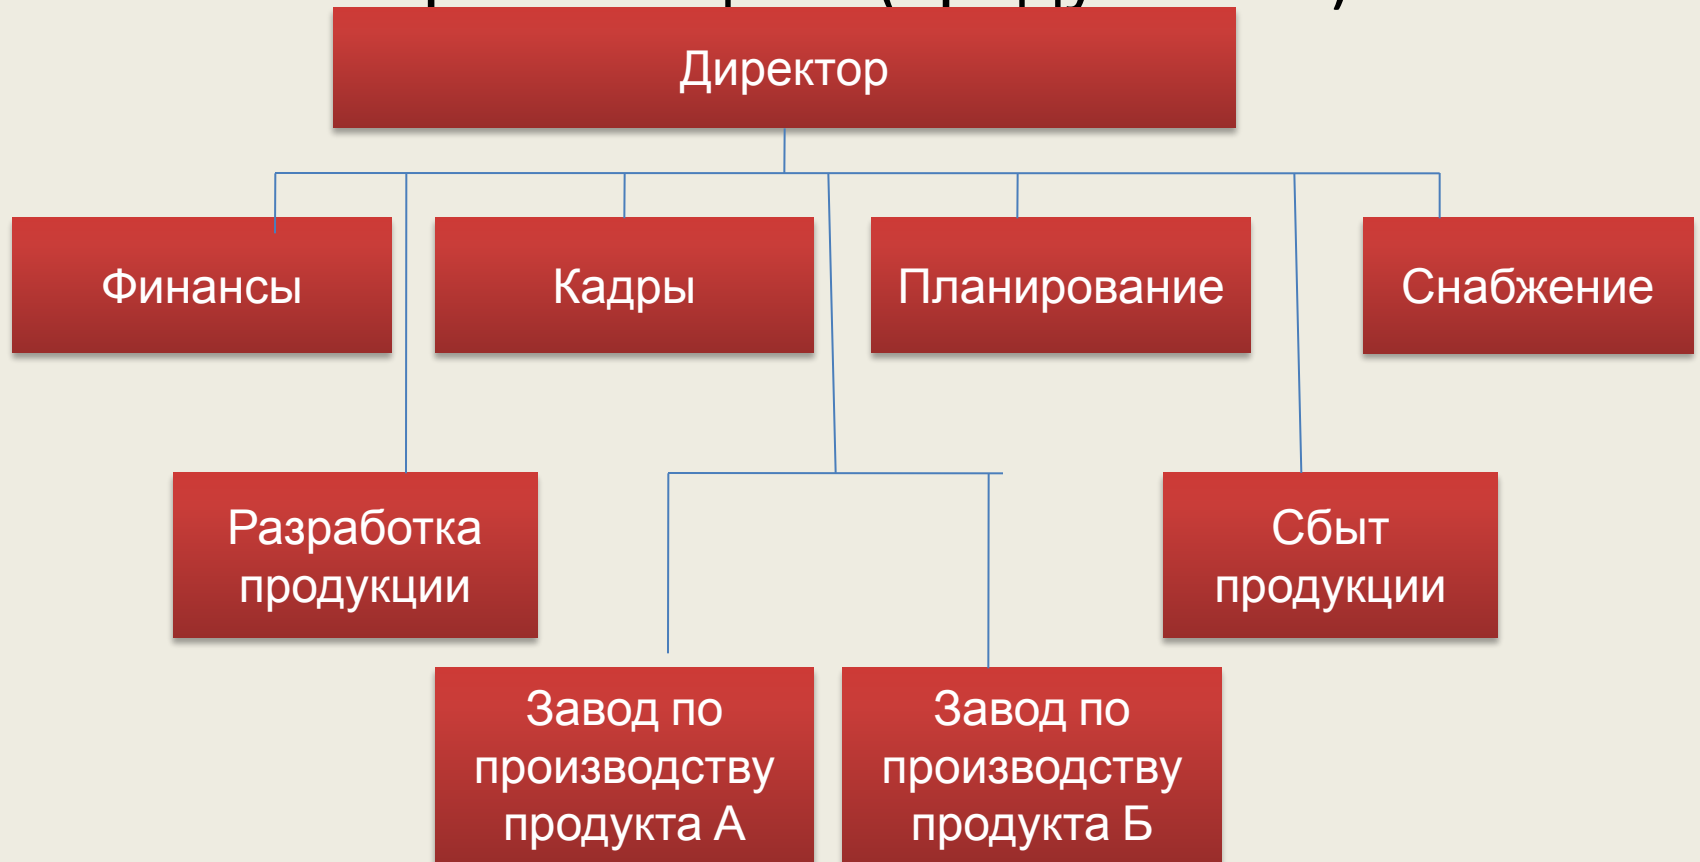 Директор
Финансы
Кадры
Планирование
Снабжение
Разработка
продукции
Сбыт
продукции
Завод по
производству
продукта А
Завод по
производству
продукта Б